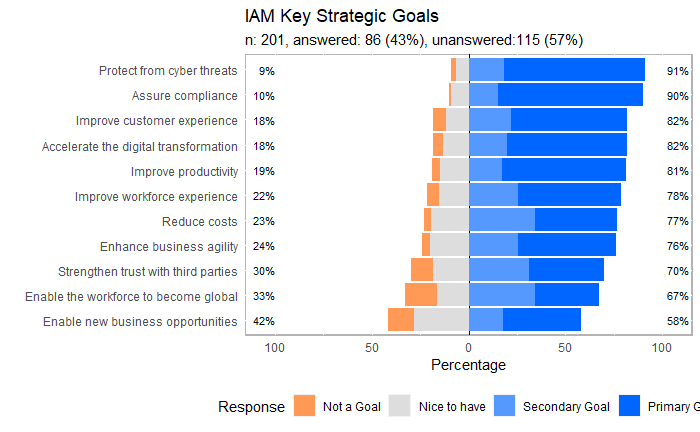 IAM Key Strategic Goals
n: 201, answered: 86 (43%), unanswered:115 (57%)
Protect from cyber threats 9% 91%
Assure compliance 10% 90%
Improve customer experience 18% 82%
Accelerate the digital transformation 18% 82%
Improve productivity 19% 81%
Improve workforce experience 22% 78%
Reduce costs 23% 77%
Enhance business agility 24% 76%
Strengthen trust with third parties 30% 70%
Enable the workforce to become global 33% 67%
Enable new business opportunities 42% 58%
100 50 0 50 100
Percentage
Response Not a Goal Nice to have Secondary Goal Primary G